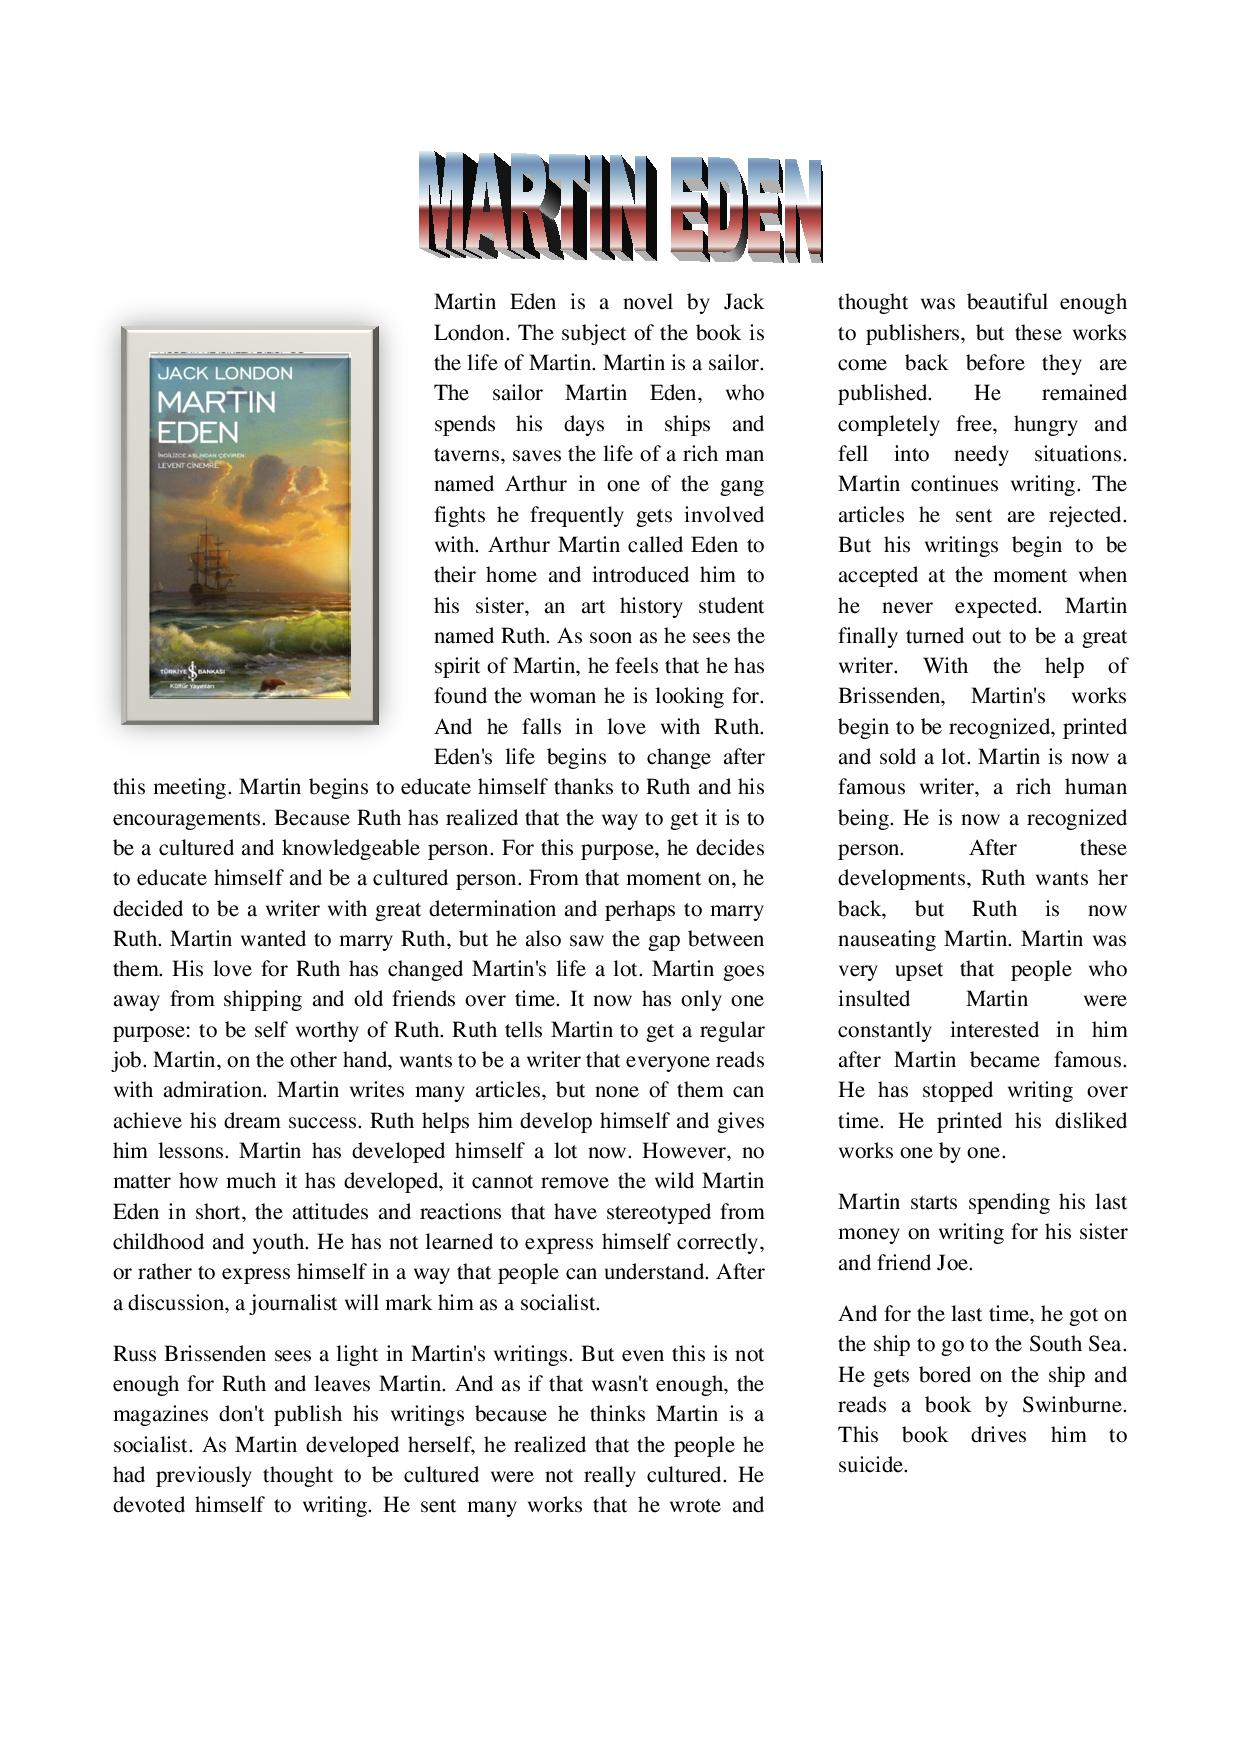 MARTIN EDEN
JACK LONDON
MARTIN
EDEN
İNGİLİZCE ASLINDAN ÇEVİREN:
LEVENT CİNEMRE
TÜRKİYE İŞ BANKASI
Kültür Yayınları
Martin Eden is a novel by Jack
London. The subject of the book is
the life of Martin. Martin is a sailor.
The sailor Martin Eden, who
spends his days in ships and
taverns, saves the life of a rich man
named Arthur in one of the gang
fights he frequently gets involved
with. Arthur Martin called Eden to
their home and introduced him to
his sister, an art history student
named Ruth. As soon as he sees the
spirit of Martin, he feels that he has
found the woman he is looking for.
And he falls in love with Ruth.
Eden's life begins to change after
this meeting. Martin begins to educate himself thanks to Ruth and his
encouragements. Because Ruth has realized that the way to get it is to
be a cultured and knowledgeable person. For this purpose, he decides
to educate himself and be a cultured person. From that moment on, he
decided to be a writer with great determination and perhaps to marry
Ruth. Martin wanted to marry Ruth, but he also saw the gap between
them. His love for Ruth has changed Martin's life a lot. Martin goes
away from shipping and old friends over time. It now has only one
purpose: to be self worthy of Ruth. Ruth tells Martin to get a regular
job. Martin, on the other hand, wants to be a writer that everyone reads
with admiration. Martin writes many articles, but none of them can
achieve his dream success. Ruth helps him develop himself and gives
him lessons. Martin has developed himself a lot now. However, no
matter how much it has developed, it cannot remove the wild Martin
Eden in short, the attitudes and reactions that have stereotyped from
childhood and youth. He has not learned to express himself correctly,
or rather to express himself in a way that people can understand. After
a discussion, a journalist will mark him as a socialist.
Russ Brissenden sees a light in Martin's writings. But even this is not
enough for Ruth and leaves Martin. And as if that wasn't enough, the
magazines don't publish his writings because he thinks Martin is a
socialist. As Martin developed herself, he realized that the people he
had previously thought to be cultured were not really cultured. He
devoted himself to writing. He sent many works that he wrote and
thought was beautiful enough
to publishers, but these works
come back before they are
published. He remained
completely free, hungry and
fell into needy situations.
Martin continues writing. The
articles he sent are rejected.
But his writings begin to be
accepted at the moment when
he never expected. Martin
finally turned out to be a great
writer. With the help of
Brissenden, Martin's works
begin to be recognized, printed
and sold a lot. Martin is now a
famous writer, a rich human
being. He is now a recognized
person. After these
developments, Ruth wants her
back, but Ruth is now
nauseating Martin. Martin was
very upset that people who
insulted Martin were
constantly interested in him
after Martin became famous.
He has stopped writing over
time. He printed his disliked
works one by one.
Martin starts spending his last
money on writing for his sister
and friend Joe.
And for the last time, he got on
the ship to go to the South Sea.
He gets bored on the ship and
reads a book by Swinburne.
This book drives him to
suicide.